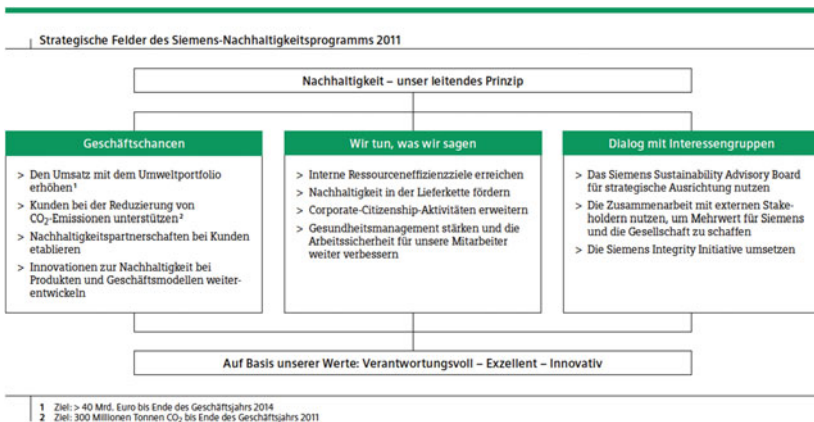 Strategische Felder des Siemens-Nachhaltigkeitsprogramms 2011
Nachhaltigkeit – unser leitendes Prinzip
Geschäftschancen
> Den Umsatz mit dem Umweltportfolio
erhöhen¹
> Kunden bei der Reduzierung von
CO₂-Emissionen unterstützen²
> Nachhaltigkeitspartnerschaften bei Kunden
etablieren
> Innovationen zur Nachhaltigkeit bei
Produkten und Geschäftsmodellen weiter-
entwickeln
Wir tun, was wir sagen
> Interne Ressourceneffizienzziele erreichen
> Nachhaltigkeit in der Lieferkette fördern
> Corporate-Citizenship-Aktivitäten erweitern
> Gesundheitsmanagement stärken und die
Arbeitssicherheit für unsere Mitarbeiter
weiter verbessern
Dialog mit Interessengruppen
> Das Siemens Sustainability Advisory Board
für strategische Ausrichtung nutzen
> Die Zusammenarbeit mit externen Stake-
holdern nutzen, um Mehrwert für Siemens
und die Gesellschaft zu schaffen
> Die Siemens Integrity Initiative umsetzen
Auf Basis unserer Werte: Verantwortungsvoll – Exzellent – Innovativ
1 Ziel: > 40 Mrd. Euro bis Ende des Geschäftsjahrs 2014
2 Ziel: 300 Millionen Tonnen CO₂ bis Ende des Geschäftsjahrs 2011